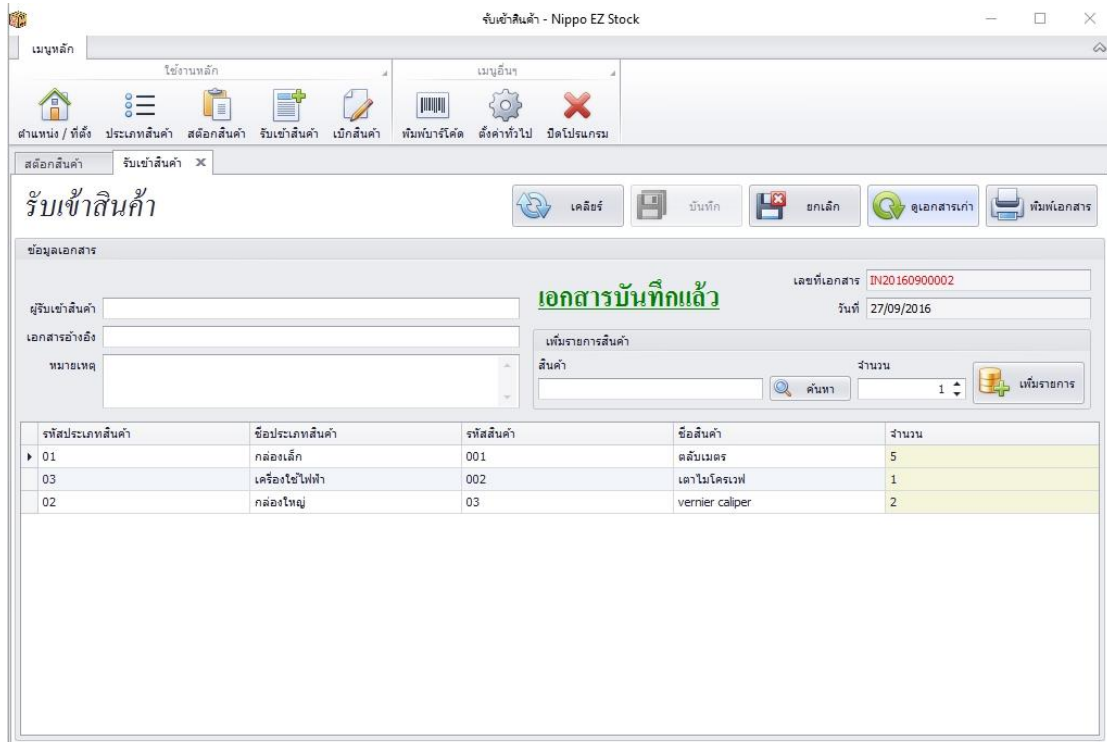 รับเข้าสินค้า - Nippo EZ Stock
เมนูหลัก
ใช้งานหลัก เมนูอื่นๆ
ตำแหน่ง / ที่ตั้ง ประเภทสินค้า สต๊อกสินค้า รับเข้าสินค้า เบิกสินค้า พิมพ์บาร์โค้ด ตั้งค่าทั่วไป ปิดโปรแกรม
สต๊อกสินค้า รับเข้าสินค้า
รับเข้าสินค้า เคลียร์ บันทึก ยกเลิก ดูเอกสารเก่า พิมพ์เอกสาร
ข้อมูลเอกสาร
เลขที่เอกสาร IN20160900002
เอกสารบันทึกแล้ว
ผู้รับเข้าสินค้า วันที่ 27/09/2016
เอกสารอ้างอิง เพิ่มรายการสินค้า
หมายเหตุ สินค้า จำนวน
ค้นหา 1 เพิ่มรายการ
รหัสประเภทสินค้า ชื่อประเภทสินค้า รหัสสินค้า ชื่อสินค้า จำนวน
01 กล่องเล็ก 001 ตลับเมตร 5
03 เครื่องใช้ไฟฟ้า 002 เตาไมโครเวฟ 1
02 กล่องใหญ่ 03 vernier caliper 2